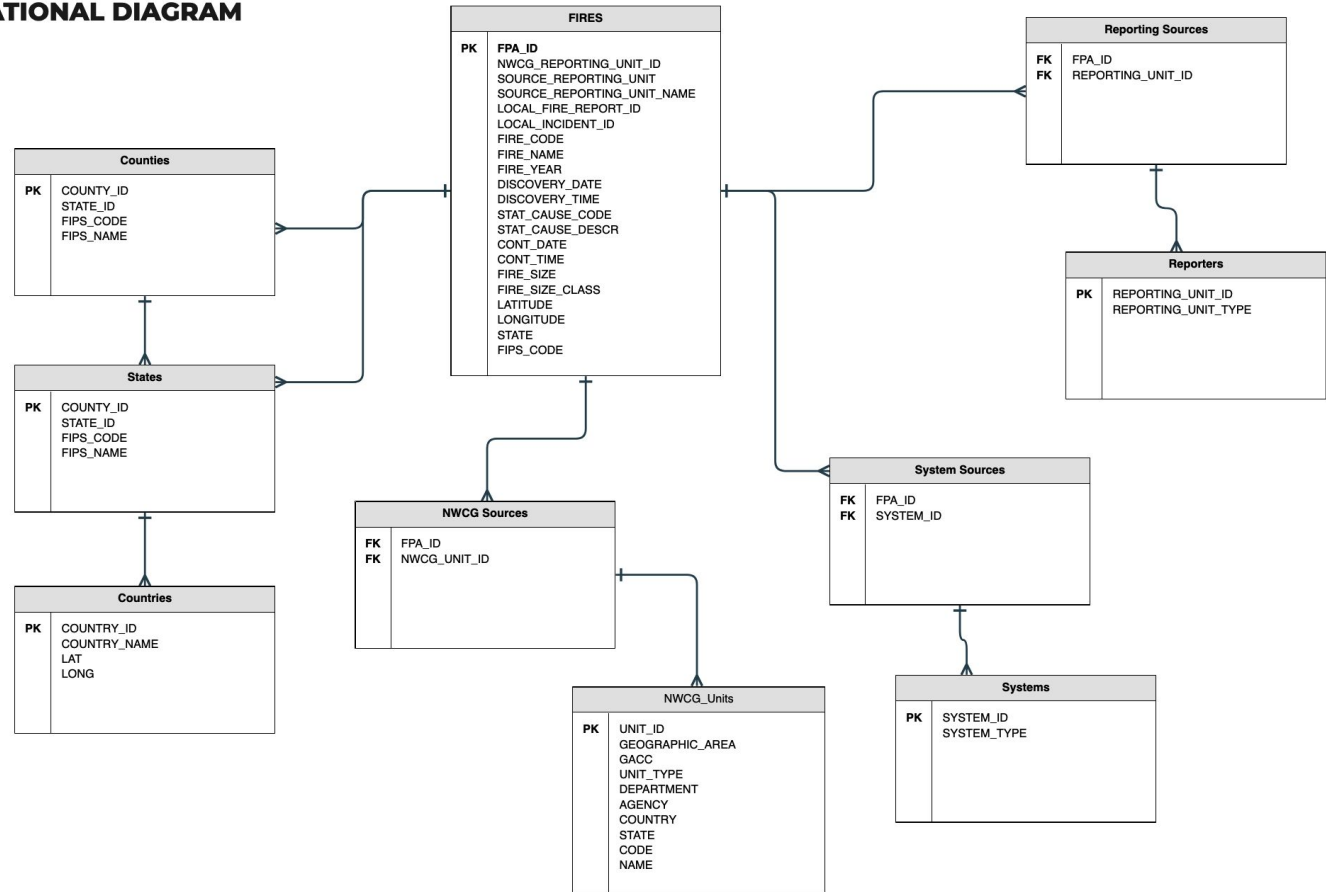 ATIONAL DIAGRAM
FIRES
PK FPA_ID
NWCG_REPORTING_UNIT_ID
SOURCE_REPORTING_UNIT
SOURCE_REPORTING_UNIT_NAME
LOCAL_FIRE_REPORT_ID
LOCAL_INCIDENT_ID
FIRE_CODE
FIRE_NAME
FIRE_YEAR
DISCOVERY_DATE
DISCOVERY_TIME
STAT_CAUSE_CODE
STAT_CAUSE_DESCR
CONT_DATE
CONT_TIME
FIRE_SIZE
FIRE_SIZE_CLASS
LATITUDE
LONGITUDE
STATE
FIPS_CODE
Reporting Sources
FK FPA_ID
FK REPORTING_UNIT_ID
Counties
PK COUNTY_ID
STATE_ID
FIPS_CODE
FIPS_NAME
Reporters
PK REPORTING_UNIT_ID
REPORTING_UNIT_TYPE
States
PK COUNTY_ID
STATE_ID
FIPS_CODE
FIPS_NAME
System Sources
FK FPA_ID
FK SYSTEM_ID
NWCG Sources
FK FPA_ID
FK NWCG_UNIT_ID
Countries
PK COUNTRY_ID
COUNTRY_NAME
LAT
LONG
Systems
PK SYSTEM_ID
SYSTEM_TYPE
NWCG_Units
PK UNIT_ID
GEOGRAPHIC_AREA
GACC
UNIT_TYPE
DEPARTMENT
AGENCY
COUNTRY
STATE
CODE
NAME